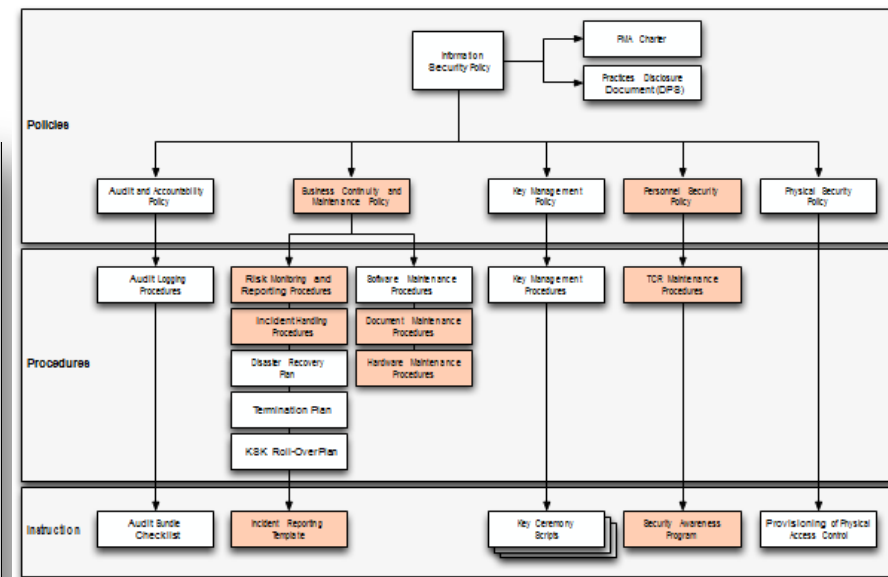 Information
Security Policy
PMA Charter
Practices Disclosure
Document (DPS)
Policies
Audit and Accountability
Policy
Business Continuity and
Maintenance Policy
Key Management
Policy
Personnel Security
Policy
Physical Security
Policy
Audit Logging
Procedures
Risk Monitoring and
Reporting Procedures
Software Maintenance
Procedures
Key Management
Procedures
TCR Maintenance
Procedures
Incident Handling
Procedures
Document Maintenance
Procedures
Disaster Recovery
Plan
Hardware Maintenance
Procedures
Procedures
Termination Plan
KSK Roll-Over Plan
Instruction
Audit Bundle
Checklist
Incident Reporting
Template
Key Ceremony
Scripts
Security Awareness
Program
Provisioning of Physical
Access Control